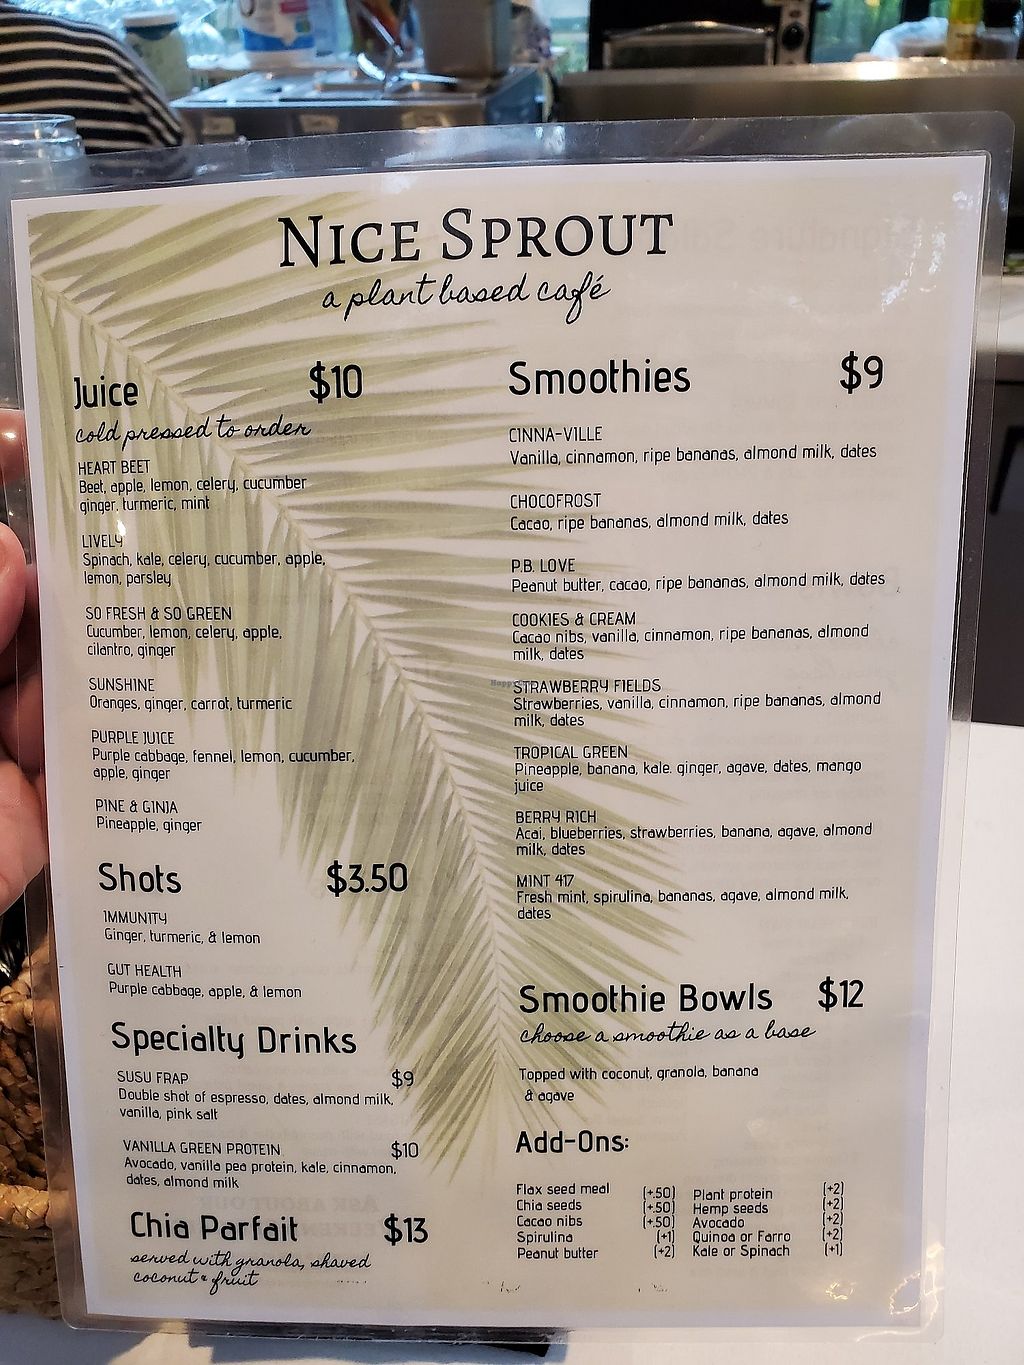 NICE SPROUT
a plant based café
Juice $10
cold pressed to order
HEART BEET
Beet, apple, lemon, celery, cucumber
ginger, turmeric, mint
LIVELY
Spinach, kale, celery, cucumber, apple,
lemon, parsley
SO FRESH & SO GREEN
Cucumber, lemon, celery, apple,
cilantro, ginger
SUNSHINE
Oranges, ginger, carrot, turmeric
PURPLE JUICE
Purple cabbage, fennel, lemon, cucumber,
apple, ginger
PINE & GINJA
Pineapple, ginger
Shots $3.50
IMMUNITY
Ginger, turmeric, & lemon
GUT HEALTH
Purple cabbage, apple, & lemon
Specialty Drinks
SUSU FRAP $9
Double shot of espresso, dates, almond milk,
vanilla, pink salt
VANILLA GREEN PROTEIN $10
Avocado, vanilla pea protein, kale, cinnamon,
dates, almond milk
Chia Parfait $13
served with granola, shaved
coconut & fruit
Smoothies $9
CINNA-VILLE
Vanilla, cinnamon, ripe bananas, almond milk, dates
CHOCOFROST
Cacao, ripe bananas, almond milk, dates
P.B. LOVE
Peanut butter, cacao, ripe bananas, almond milk, dates
COOKIES & CREAM
Cacao nibs, vanilla, cinnamon, ripe bananas, almond
milk, dates
STRAWBERRY FIELDS
Strawberries, vanilla, cinnamon, ripe bananas, almond
milk, dates
TROPICAL GREEN
Pineapple, banana, kale. ginger, agave, dates, mango
juice
BERRY RICH
Acai, blueberries, strawberries, banana, agave, almond
milk, dates
MINT 417
Fresh mint, spirulina, bananas, agave, almond milk,
dates
Smoothie Bowls $12
choose a smoothie as a base
Topped with coconut, granola, banana
& agave
Add-Ons:
Flax seed meal (+.50)
Chia seeds (+.50)
Cacao nibs (+.50)
Spirulina (+1)
Peanut butter (+2)
Plant protein (+2)
Hemp seeds (+2)
Avocado (+2)
Quinoa or Farro (+2)
Kale or Spinach (+1)